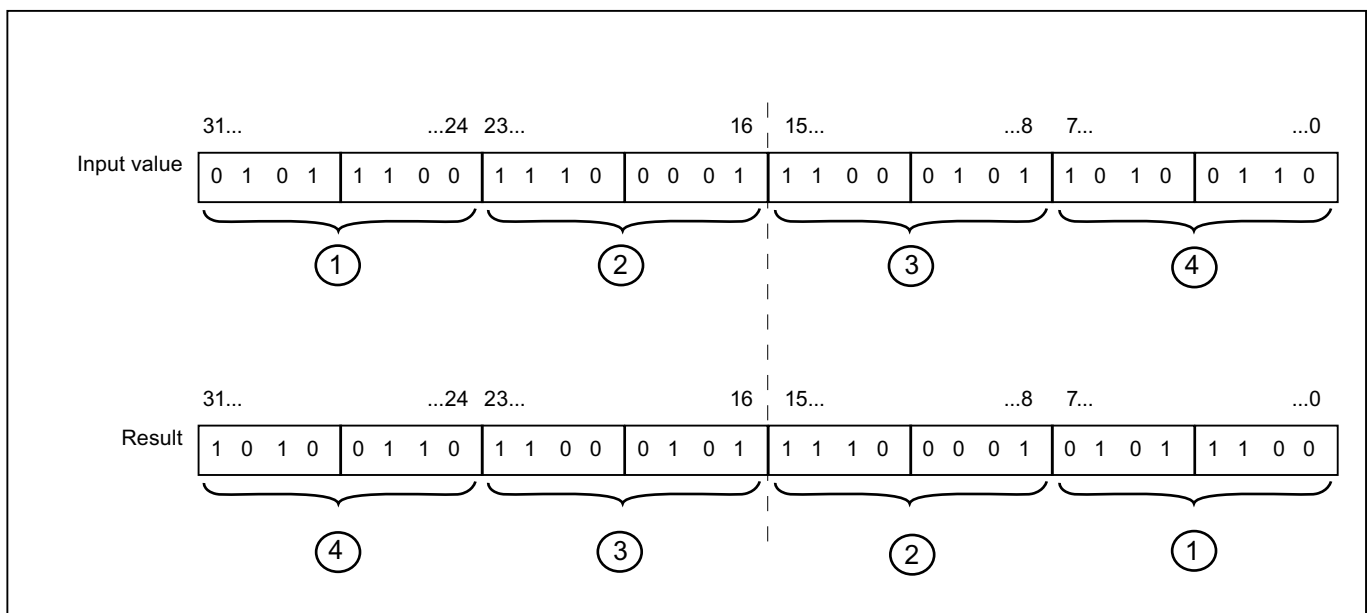 31... ...24 23... 16 15... ...8 7... ...0
Input value 0 1 0 1 1 1 0 0 1 1 1 0 0 0 0 1 1 1 0 0 0 1 0 1 1 0 1 0 0 1 1 0
1 2 3 4
31... ...24 23... 16 15... ...8 7... ...0
Result 1 0 1 0 0 1 1 0 1 1 0 0 0 1 0 1 1 1 1 0 0 0 0 1 0 1 0 1 1 1 0 0
4 3 2 1